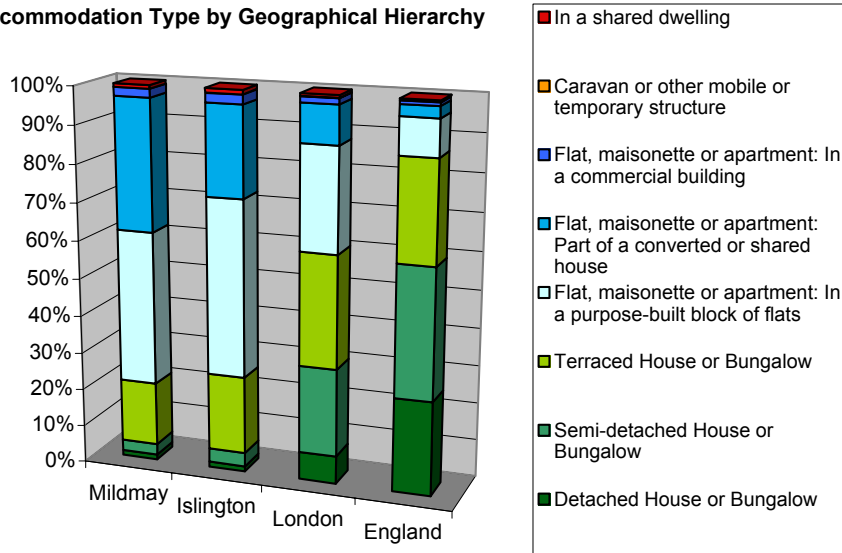 commodation Type by Geographical Hierarchy
100%
90%
80%
70%
60%
50%
40%
30%
20%
10%
0%
Mildmay
Islington
London
England
In a shared dwelling
Caravan or other mobile or
temporary structure
Flat, maisonette or apartment: In
a commercial building
Flat, maisonette or apartment:
Part of a converted or shared
house
Flat, maisonette or apartment: In
a purpose-built block of flats
Terraced House or Bungalow
Semi-detached House or
Bungalow
Detached House or Bungalow